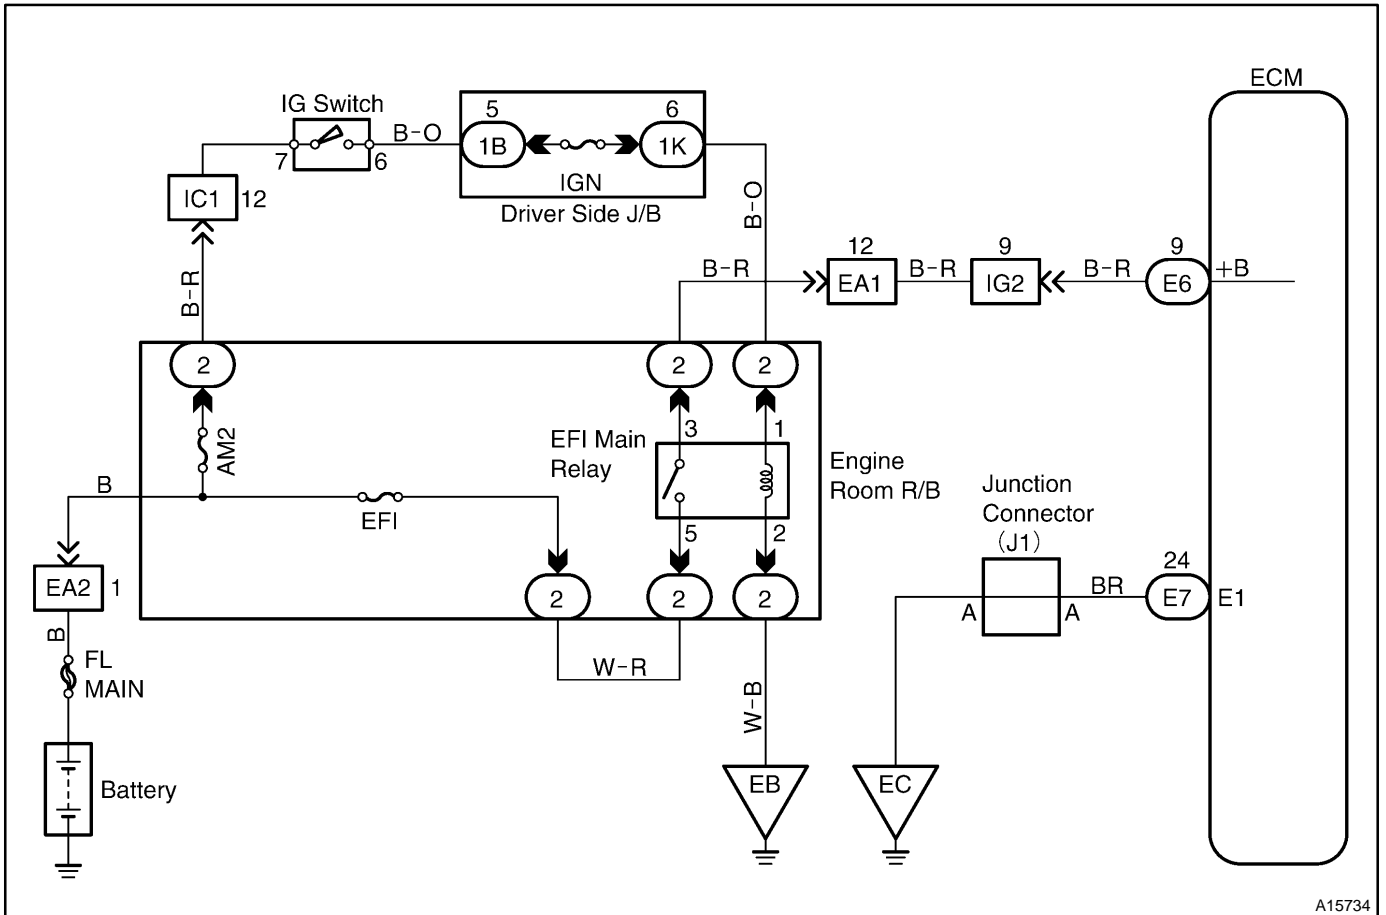 ECM
IG Switch
7
6
B-O
5
1B
6
1K
IGN
Driver Side J/B
IC1
12
B-R
B-O
B-R
12
EA1
B-R
9
IG2
B-R
9
E6
+B
2
2
2
AM2
3
1
EFI Main
Relay
Engine
Room R/B
B
EFI
5
2
Junction
Connector
(J1)
EA2
1
2
2
2
A
A
BR
24
E7
E1
B
FL
MAIN
W-R
W-B
Battery
EB
EC
A15734